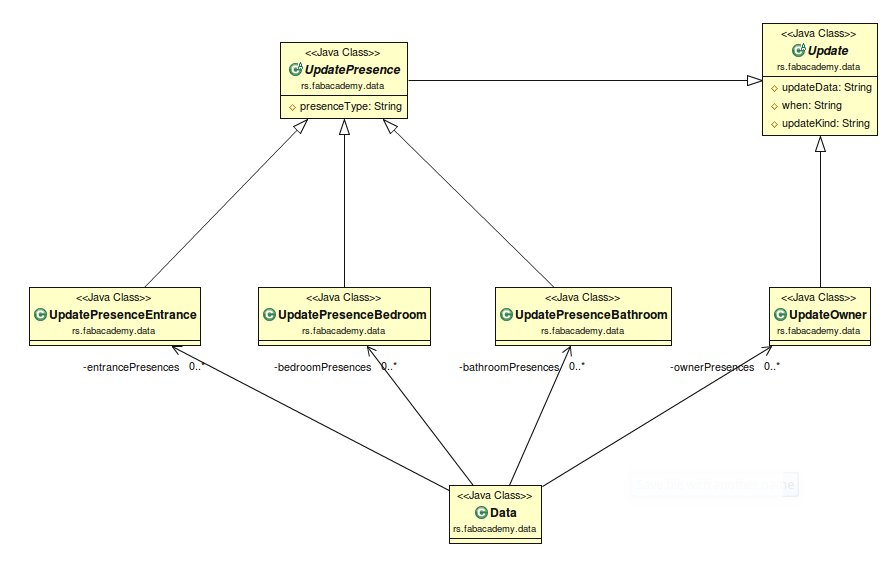 <<Java Class>>
UpdatePresence
rs.fabacademy.data
presenceType: String
<<Java Class>>
Update
rs.fabacademy.data
updateData: String
when: String
updateKind: String
<<Java Class>>
UpdatePresenceEntrance
rs.fabacademy.data
<<Java Class>>
UpdatePresenceBedroom
rs.fabacademy.data
<<Java Class>>
UpdatePresenceBathroom
rs.fabacademy.data
<<Java Class>>
UpdateOwner
rs.fabacademy.data
-entrancePresences 0..*
-bedroomPresences 0..*
-bathroomPresences 0..*
-ownerPresences 0..*
<<Java Class>>
Data
rs.fabacademy.data
Save file with another name